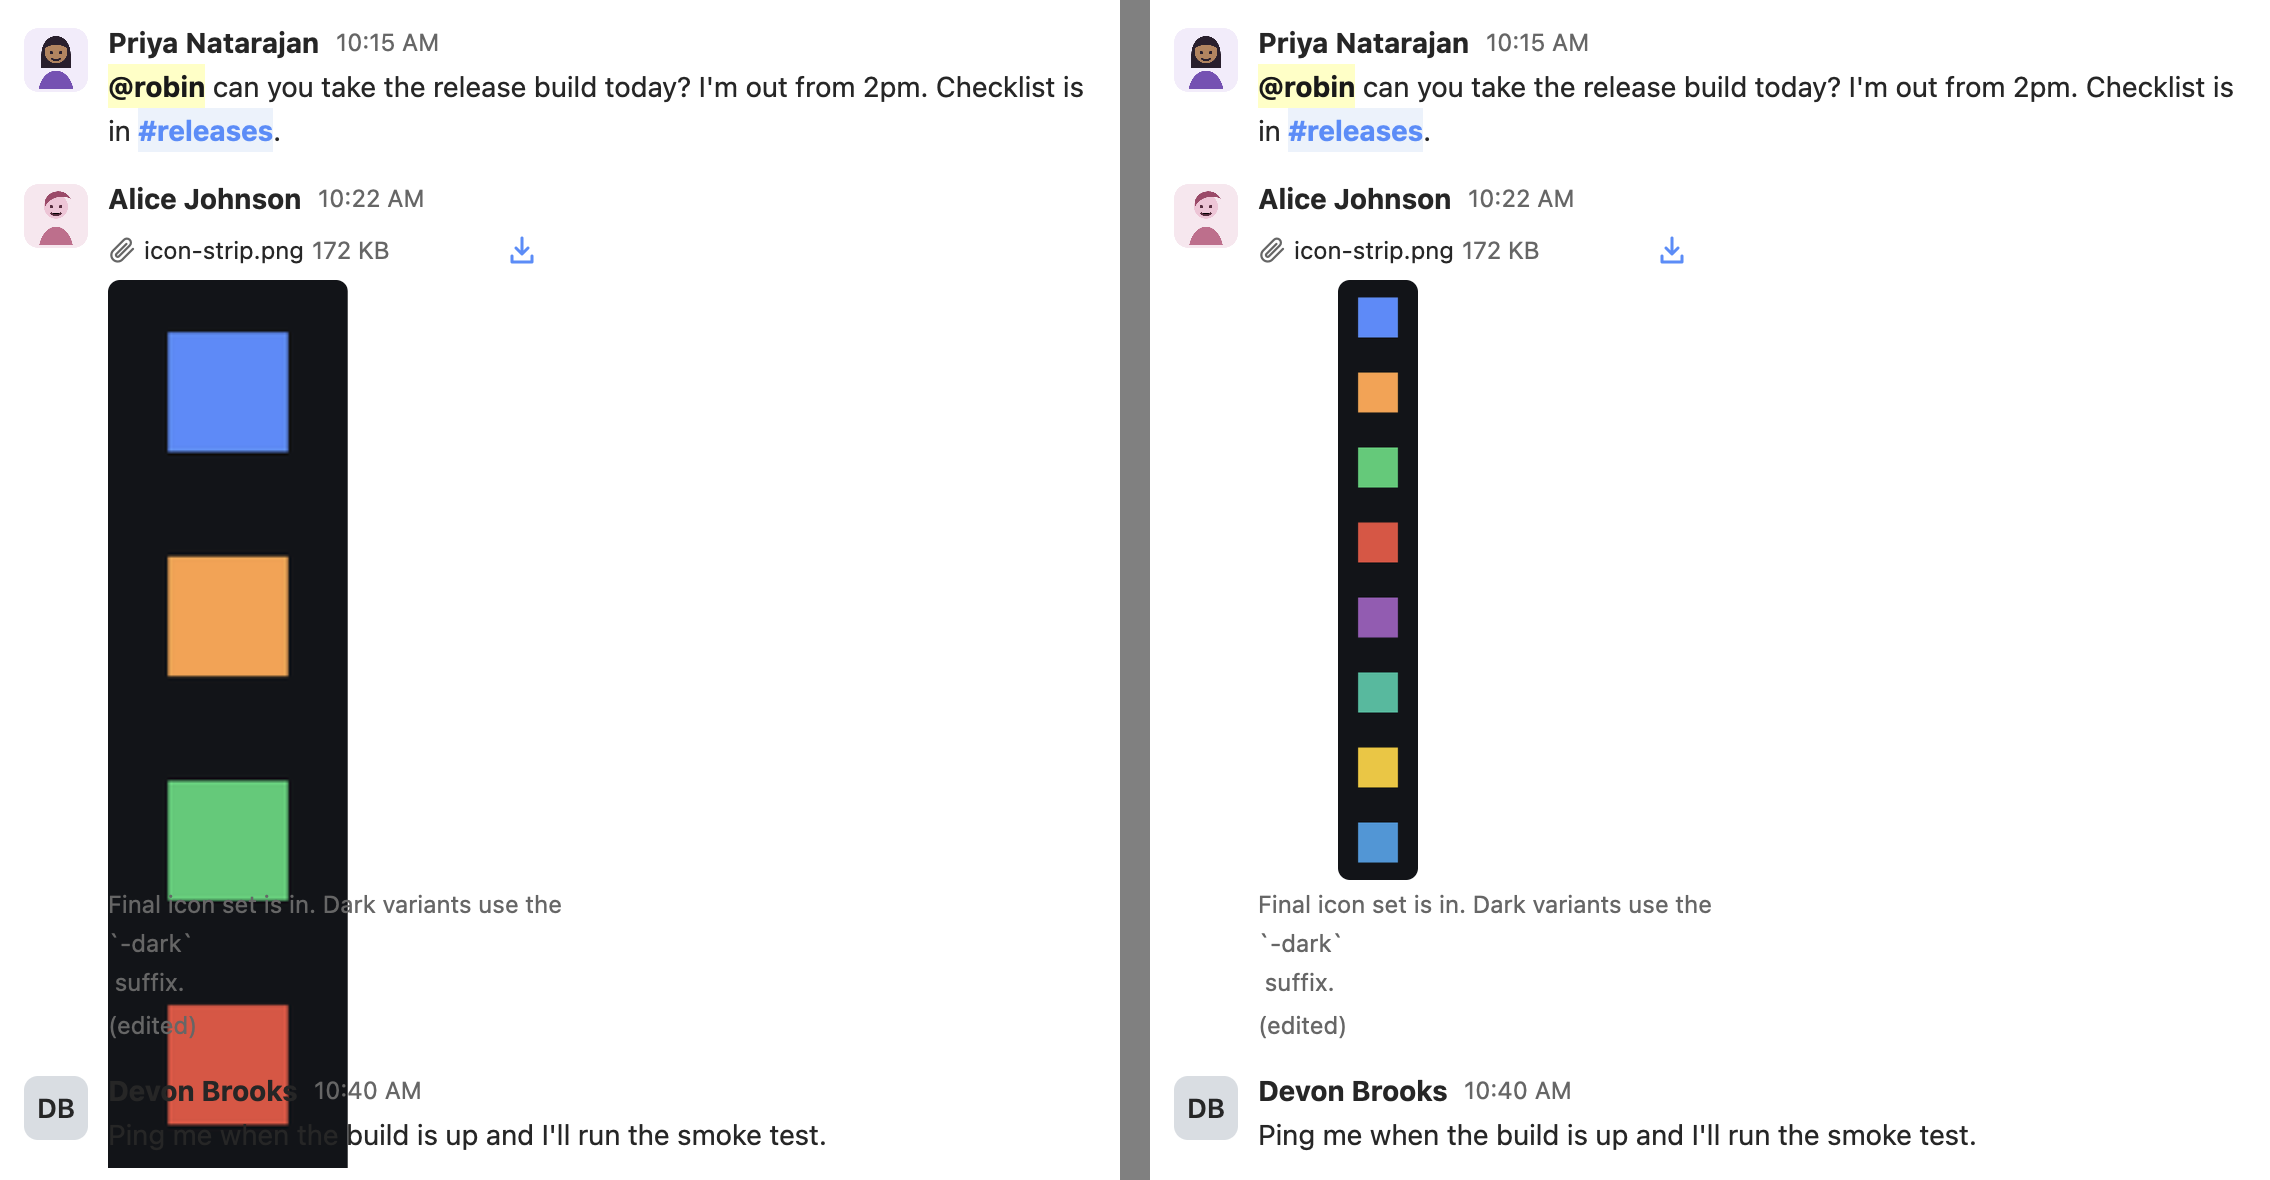 Priya Natarajan 10:15 AM
@robin can you take the release build today? I'm out from 2pm. Checklist is
in #releases.
Alice Johnson 10:22 AM
icon-strip.png 172 KB
Final icon set is in. Dark variants use the
`-dark`
suffix.
(edited)
DB
Devon Brooks 10:40 AM
Ping me when the build is up and I'll run the smoke test.
Priya Natarajan 10:15 AM
@robin can you take the release build today? I'm out from 2pm. Checklist is
in #releases.
Alice Johnson 10:22 AM
icon-strip.png 172 KB
Final icon set is in. Dark variants use the
`-dark`
suffix.
(edited)
DB
Devon Brooks 10:40 AM
Ping me when the build is up and I'll run the smoke test.